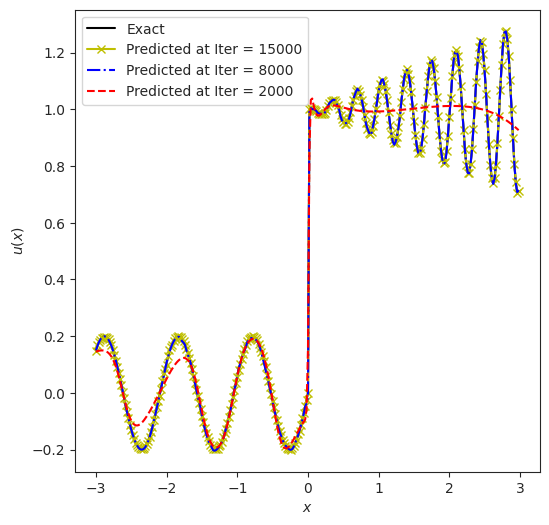 Exact
Predicted at Iter = 15000
Predicted at Iter = 8000
Predicted at Iter = 2000
1.2
1.0
0.8
0.6
0.4
0.2
0.0
−0.2
u(x)
−3 −2 −1 0 1 2 3
x